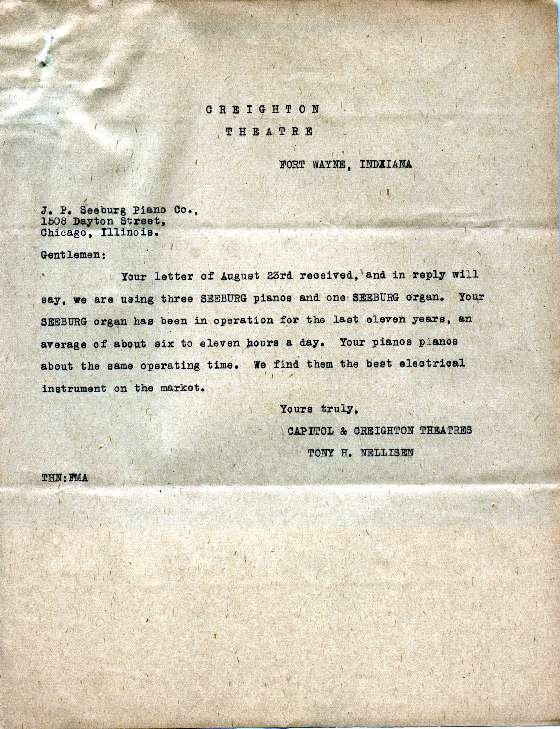 CREIGHTON
THEATRE
FORT WAYNE, INDIANA
J. P. Seeburg Piano Co.,
1508 Dayton Street,
Chicago, Illinois.
Gentlemen:
Your letter of August 23rd received, and in reply will
say, we are using three SEEBURG pianos and one SEEBURG organ. Your
SEEBURG organ has been in operation for the last eleven years, an
average of about six to eleven hours a day. Your pianos pianos
about the same operating time. We find them the best electrical
instrument on the market.
Yours truly,
CAPITOL & CREIGHTON THEATRES
TONY H. NELLISEN
THN:FMA